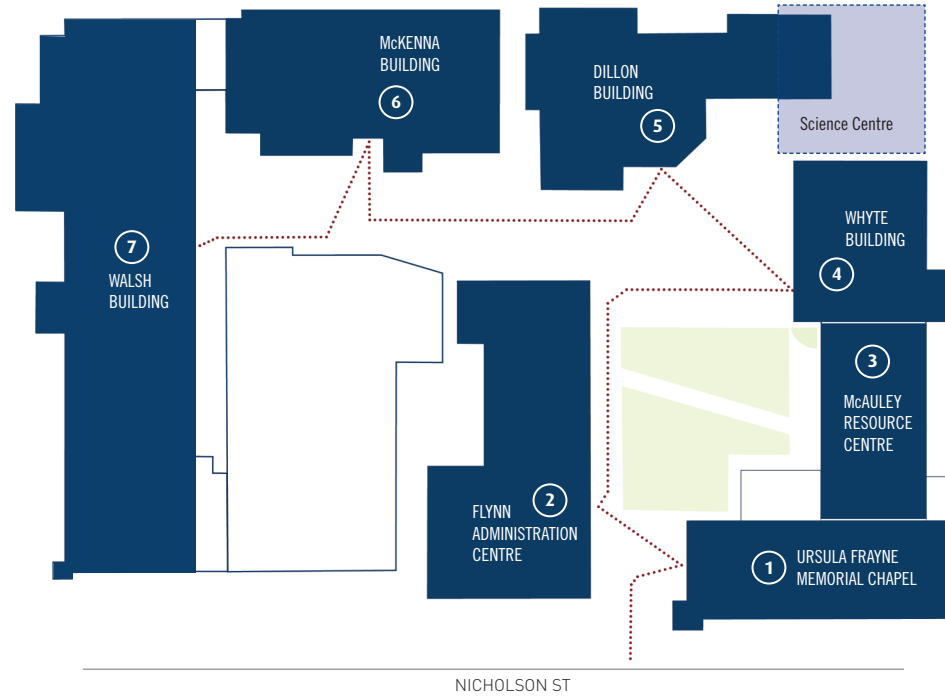 McKENNA
BUILDING
6
DILLON
BUILDING
5
Science Centre
WHYTE
BUILDING
4
7
WALSH
BUILDING
3
McAULEY
RESOURCE
CENTRE
2
FLYNN
ADMINISTRATION
CENTRE
1
URSULA FRAYNE
MEMORIAL CHAPEL
NICHOLSON ST